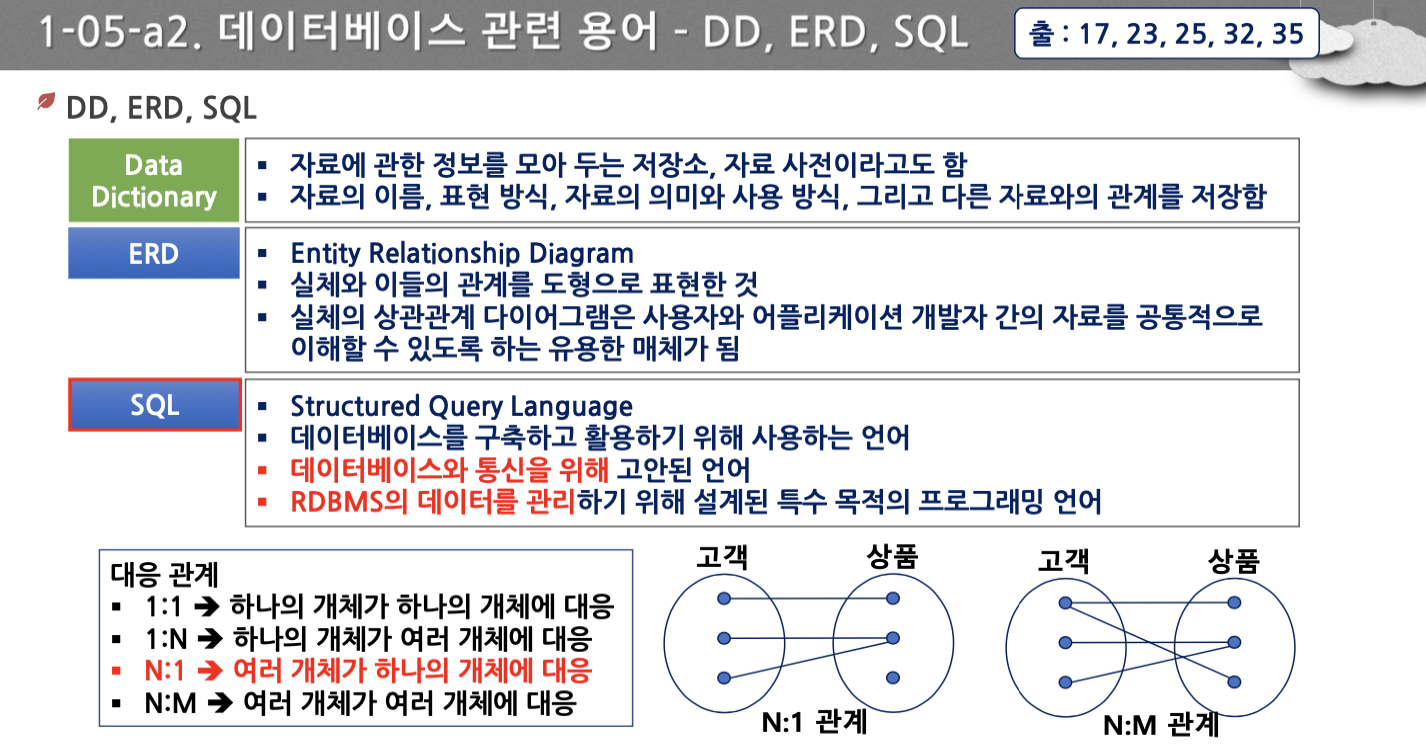 1-05-a2. 데이터베이스 관련 용어 - DD, ERD, SQL
출 : 17, 23, 25, 32, 35
DD, ERD, SQL
Data
Dictionary
▪ 자료에 관한 정보를 모아 두는 저장소, 자료 사전이라고도 함
▪ 자료의 이름, 표현 방식, 자료의 의미와 사용 방식, 그리고 다른 자료와의 관계를 저장함
ERD
▪ Entity Relationship Diagram
▪ 실체와 이들의 관계를 도형으로 표현한 것
▪ 실체의 상관관계 다이어그램은 사용자와 어플리케이션 개발자 간의 자료를 공통적으로
이해할 수 있도록 하는 유용한 매체가 됨
SQL
▪ Structured Query Language
▪ 데이터베이스를 구축하고 활용하기 위해 사용하는 언어
▪ 데이터베이스와 통신을 위해 고안된 언어
▪ RDBMS의 데이터를 관리하기 위해 설계된 특수 목적의 프로그래밍 언어
대응 관계
▪ 1:1 ➔ 하나의 개체가 하나의 개체에 대응
▪ 1:N ➔ 하나의 개체가 여러 개체에 대응
▪ N:1 ➔ 여러 개체가 하나의 개체에 대응
▪ N:M ➔ 여러 개체가 여러 개체에 대응
고객 상품
N:1 관계
고객 상품
N:M 관계